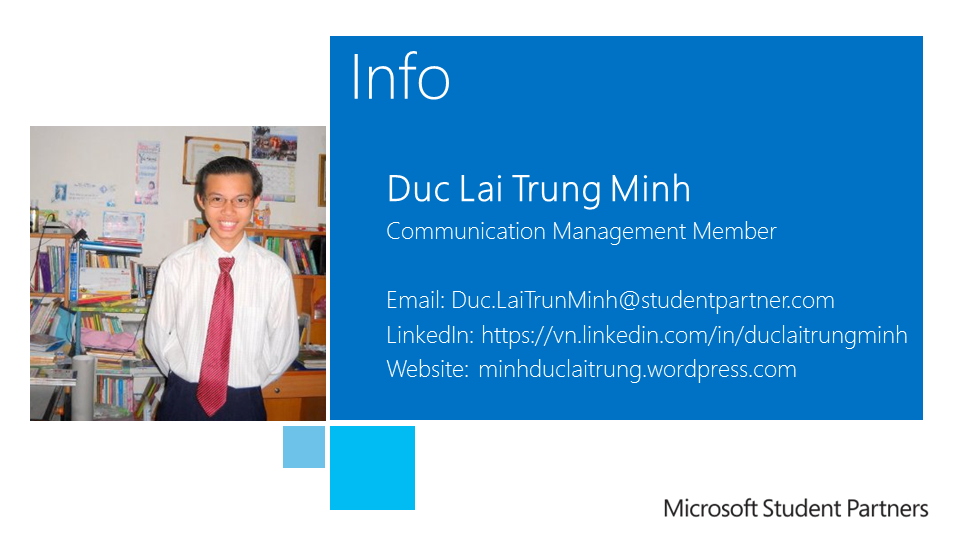 Info
Duc Lai Trung Minh
Communication Management Member
Email: Duc.LaiTrunMinh@studentpartner.com
LinkedIn: https://vn.linkedin.com/in/duclaitrungminh
Website: minhduclaitrung.wordpress.com
Microsoft Student Partners